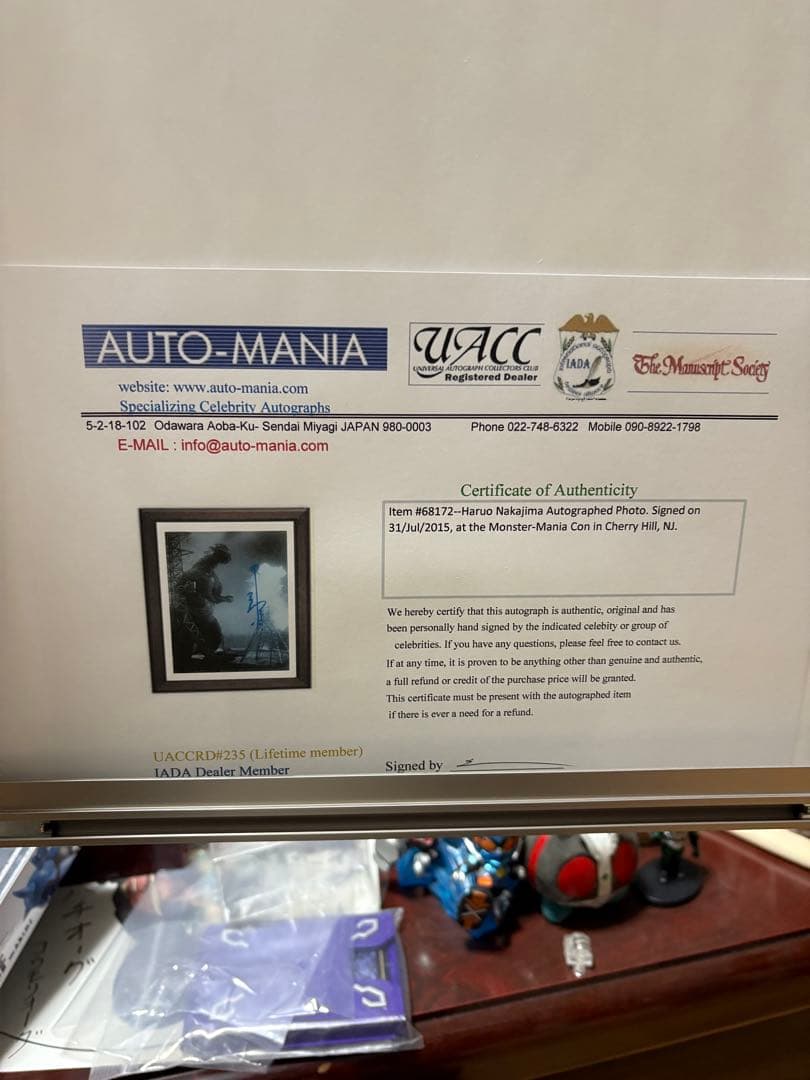 AUTO-MANIA
UACC
UNIVERSAL AUTOGRAPH COLLECTORS CLUB
Registered Dealer
IADA
The Manuscript Society
website: www.auto-mania.com
Specializing Celebrity Autographs
5-2-18-102 Odawara Aoba-Ku- Sendai Miyagi JAPAN 980-0003 Phone 022-748-6322 Mobile 090-8922-1798
E-MAIL : info@auto-mania.com
Certificate of Authenticity
Item #68172--Haruo Nakajima Autographed Photo. Signed on
31/Jul/2015, at the Monster-Mania Con in Cherry Hill, NJ.
We hereby certify that this autograph is authentic, original and has
been personally hand signed by the indicated celebity or group of
celebrities. If you have any questions, please feel free to contact us.
If at any time, it is proven to be anything other than genuine and authentic,
a full refund or credit of the purchase price will be granted.
This certificate must be present with the autographed item
if there is ever a need for a refund.
UACCRD#235 (Lifetime member)
IADA Dealer Member
Signed by